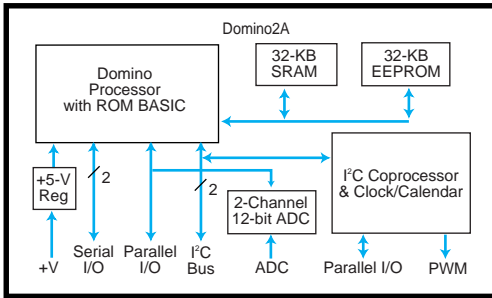 Domino2A
Domino
Processor
with ROM BASIC
32-KB
SRAM
32-KB
EEPROM
+5-V
Reg
2
2
2-Channel
12-bit ADC
I²C Coprocessor
& Clock/Calendar
+V
Serial
I/O
Parallel
I/O
I²C
Bus
ADC
Parallel I/O
PWM